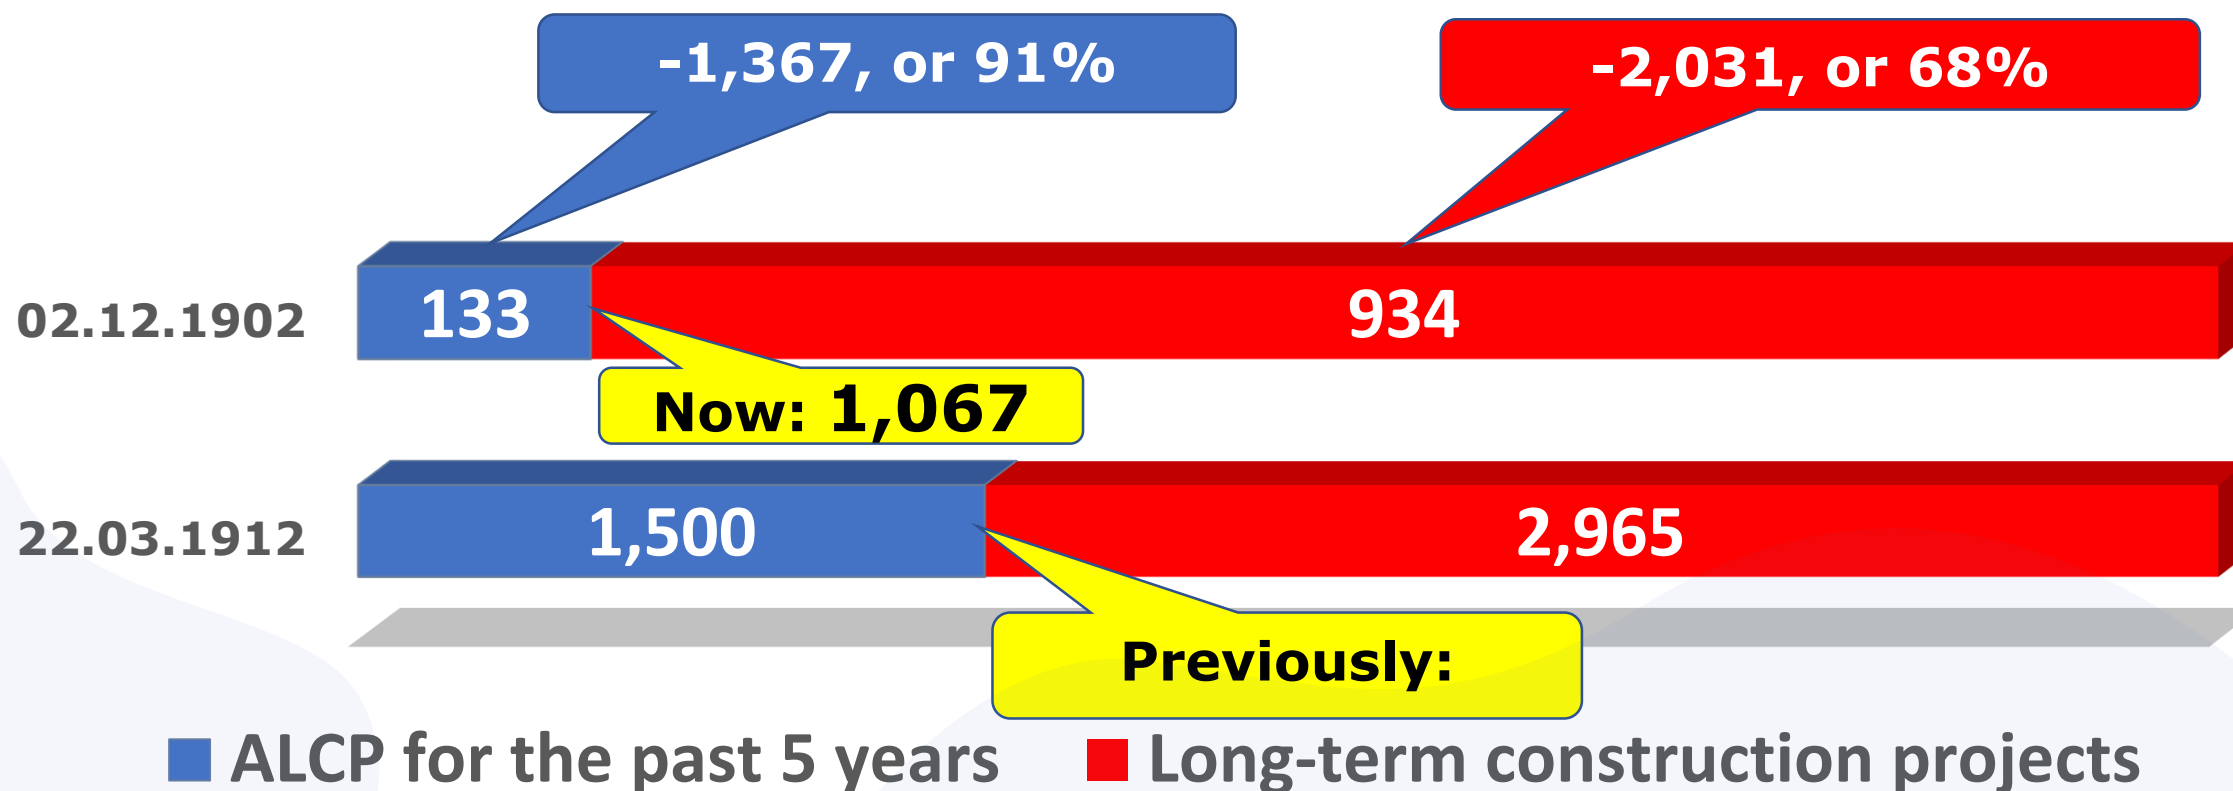 -1,367, or 91%
-2,031, or 68%
02.12.1902
133
934
Now: 1,067
22.03.1912
1,500
2,965
Previously:
ALCP for the past 5 years
Long-term construction projects